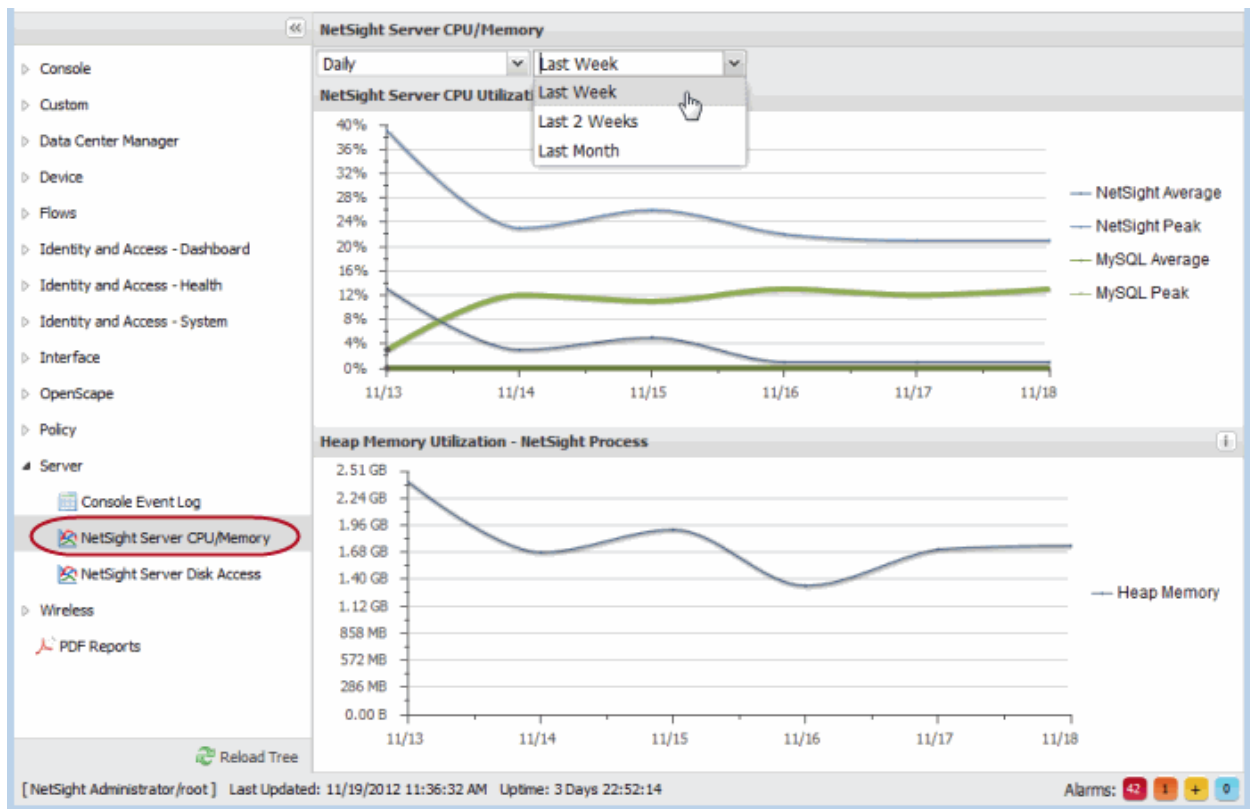 NetSight Server CPU/Memory
Console
Custom
Data Center Manager
Device
Flows
Identity and Access - Dashboard
Identity and Access - Health
Identity and Access - System
Interface
OpenScape
Policy
Server
Console Event Log
NetSight Server CPU/Memory
NetSight Server Disk Access
Wireless
PDF Reports
Reload Tree
Daily
Last Week
Last Week
Last 2 Weeks
Last Month
NetSight Server CPU Utilizati
40%
36%
32%
28%
24%
20%
16%
12%
8%
4%
0%
11/13 11/14 11/15 11/16 11/17 11/18
NetSight Average
NetSight Peak
MySQL Average
MySQL Peak
Heap Memory Utilization - NetSight Process
2.51 GB
2.24 GB
1.96 GB
1.68 GB
1.40 GB
1.12 GB
858 MB
572 MB
286 MB
0.00 B
11/13 11/14 11/15 11/16 11/17 11/18
Heap Memory
[ NetSight Administrator/root ] Last Updated: 11/19/2012 11:36:32 AM Uptime: 3 Days 22:52:14
Alarms: 42 1 + 0